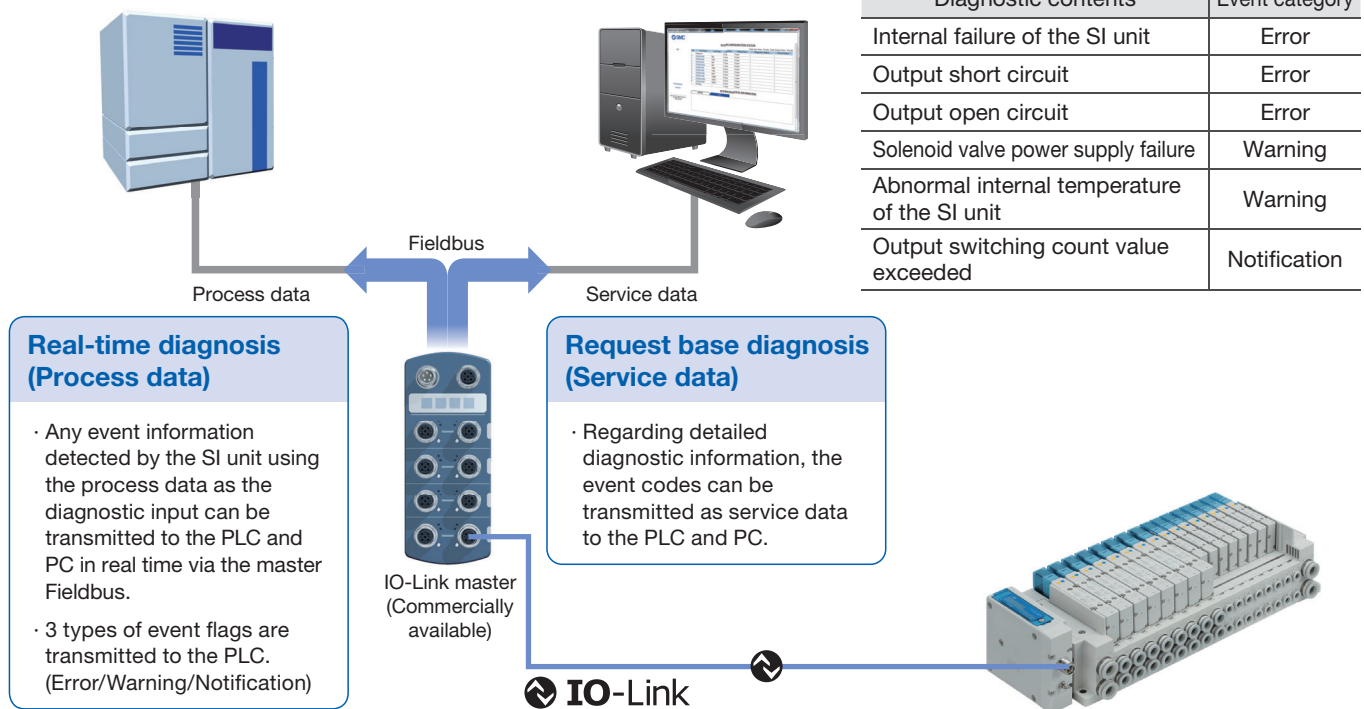 Diagnostic contents Event category
Internal failure of the SI unit Error
Output short circuit Error
Output open circuit Error
Solenoid valve power supply failure Warning
Abnormal internal temperature
of the SI unit Warning
Output switching count value
exceeded Notification
Fieldbus
Process data
Service data
Real-time diagnosis
(Process data)
· Any event information
detected by the SI unit using
the process data as the
diagnostic input can be
transmitted to the PLC and
PC in real time via the master
Fieldbus.
· 3 types of event flags are
transmitted to the PLC.
(Error/Warning/Notification)
IO-Link master
(Commercially
available)
Request base diagnosis
(Service data)
· Regarding detailed
diagnostic information, the
event codes can be
transmitted as service data
to the PLC and PC.
IO-Link